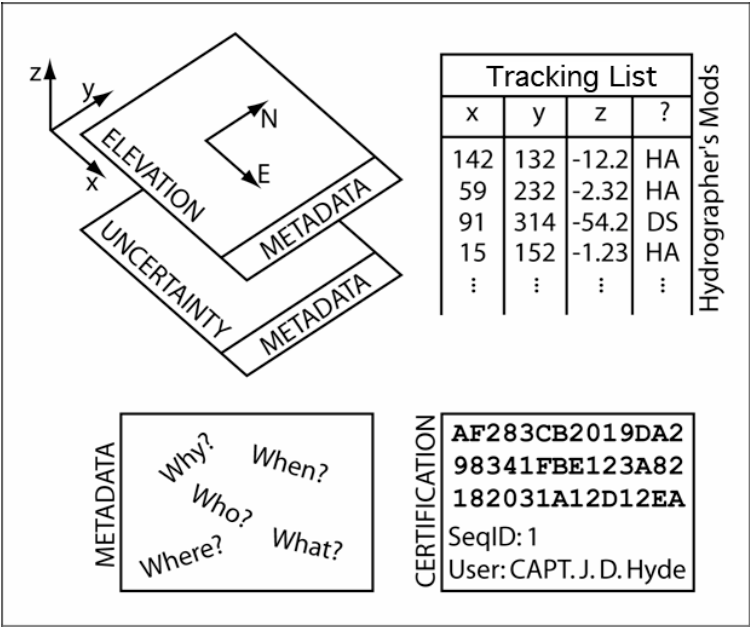 z
y
x
N
E
ELEVATION
METADATA
UNCERTAINTY
METADATA
Tracking List
x y z ?
142 132 -12.2 HA
59 232 -2.32 HA
91 314 -54.2 DS
15 152 -1.23 HA
⋮ ⋮ ⋮ ⋮
Hydrographer's Mods
METADATA
Why?
When?
Who?
What?
Where?
CERTIFICATION
AF283CB2019DA2
98341FBE123A82
182031A12D12EA
SeqID: 1
User: CAPT. J. D. Hyde